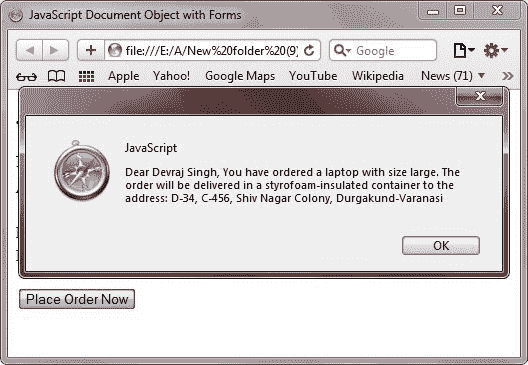 JavaScript Document Object with Forms
file:///E:/A/New%20folder%20(9)
Google
Apple Yahoo! Google Maps YouTube Wikipedia News (71)
JavaScript
Dear Devraj Singh, You have ordered a laptop with size large. The
order will be delivered in a styrofoam-insulated container to the
address: D-34, C-456, Shiv Nagar Colony, Durgakund-Varanasi
OK
Place Order Now